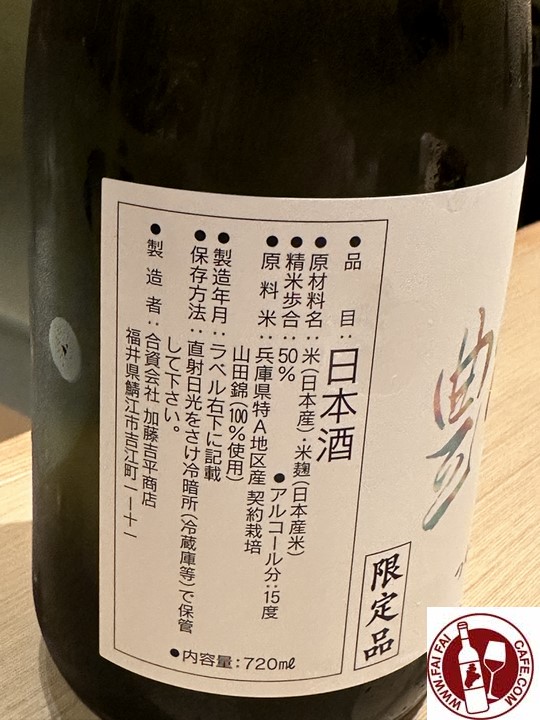 ●品目：日本酒
●原材料名：米（日本産）・米麹（日本産米）
●精米歩合：50％　●アルコール分：15度
●原料米：兵庫県特A地区産 契約栽培
山田錦（100％使用）
●製造年月：ラベル右下に記載
●保存方法：直射日光をさけ冷暗所（冷蔵庫等）で保管
して下さい。
●製造者：合資会社 加藤吉平商店
福井県鯖江市吉江町一ー十一
●内容量：720㎖
限定品
WWW.FAI FAI CAFE.COM